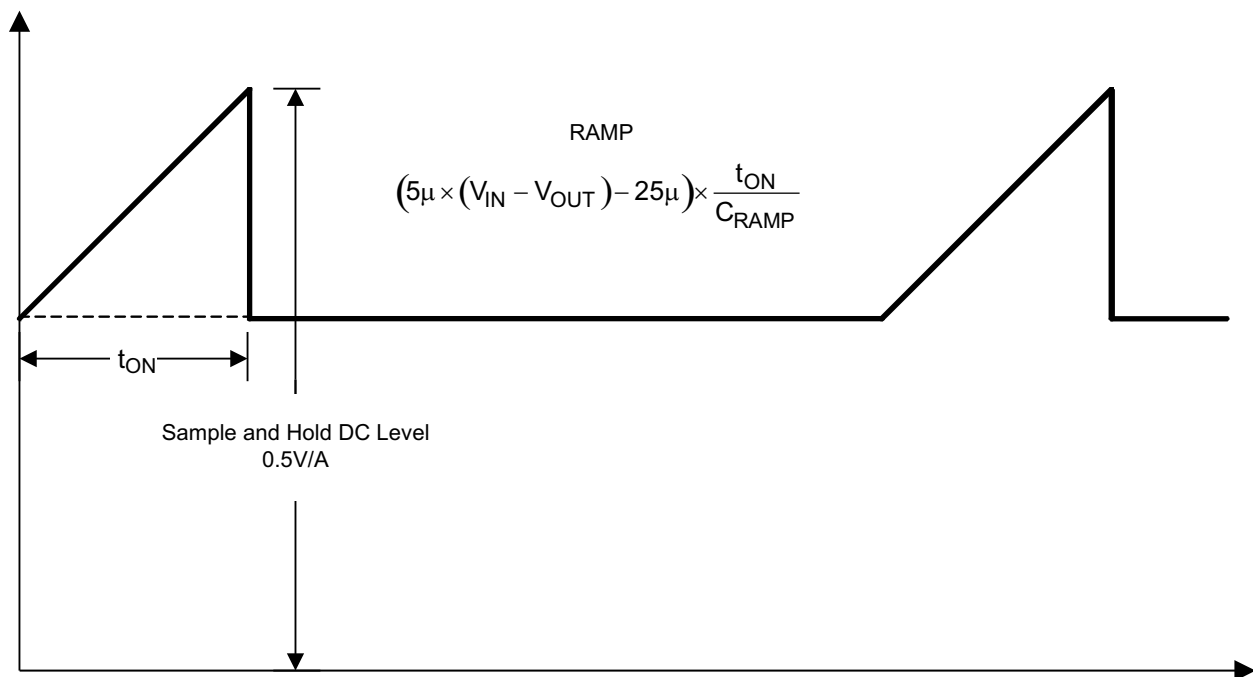 RAMP
(5μ × (V_IN − V_OUT) − 25μ) × t_ON / C_RAMP
t_ON
Sample and Hold DC Level
0.5V/A